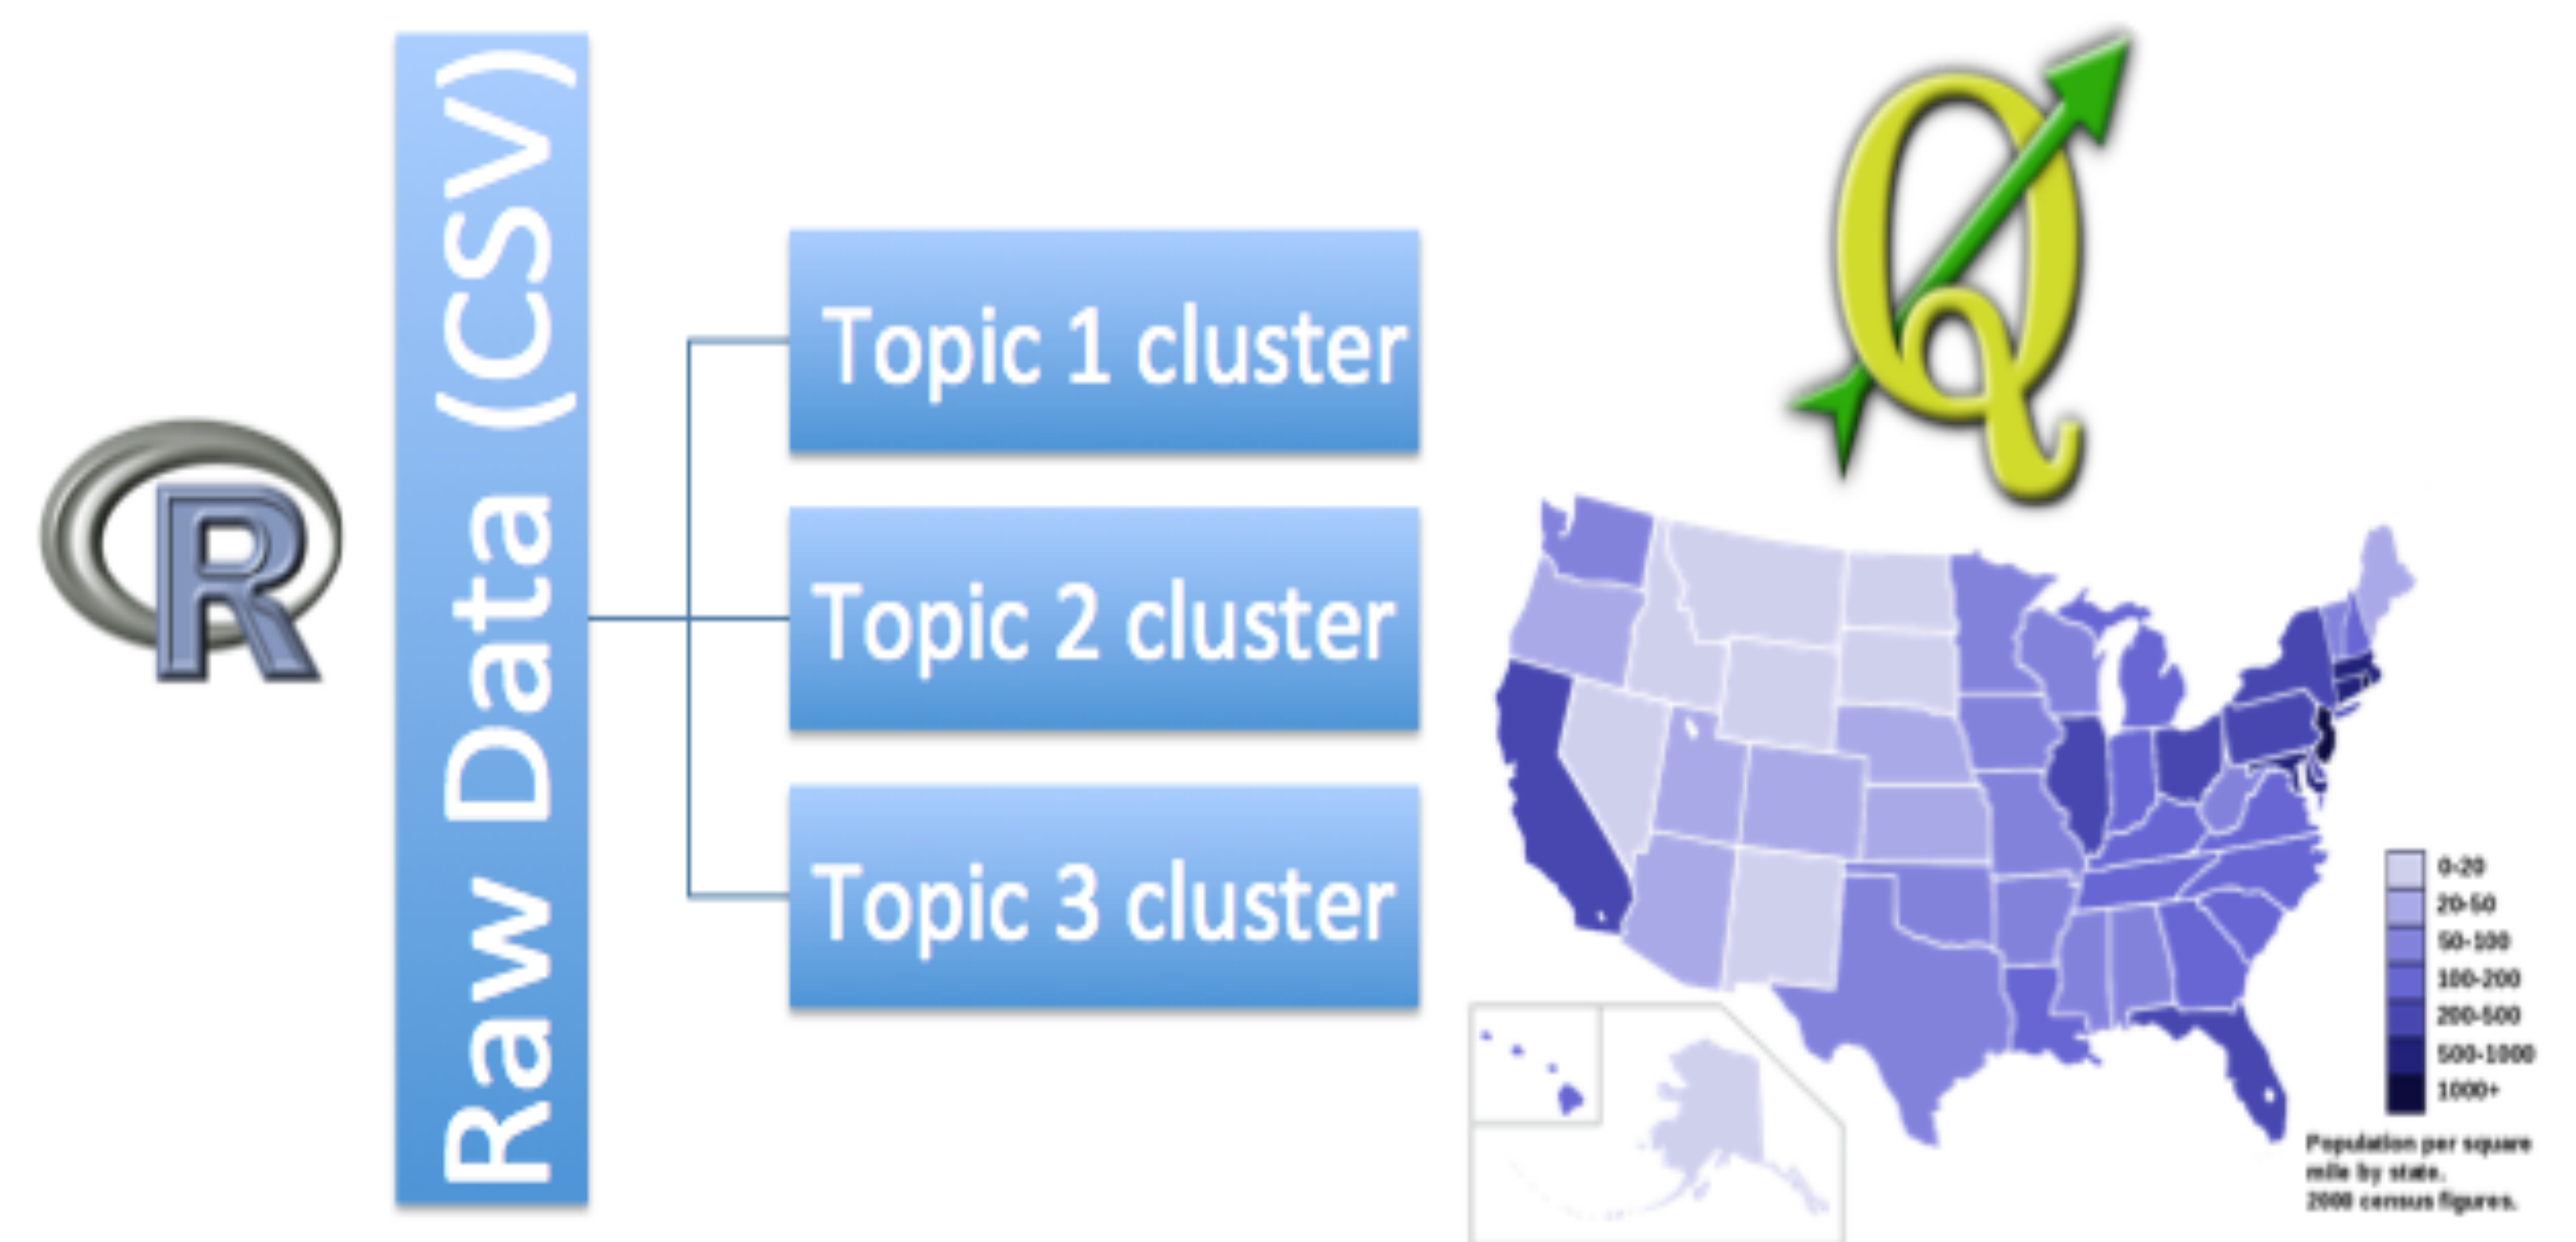 R
Raw Data (CSV)
Topic 1 cluster
Topic 2 cluster
Topic 3 cluster
Q
0-20
20-50
50-100
100-200
200-500
500-1000
1000+
Population per square
mile by state.
2000 census figures.